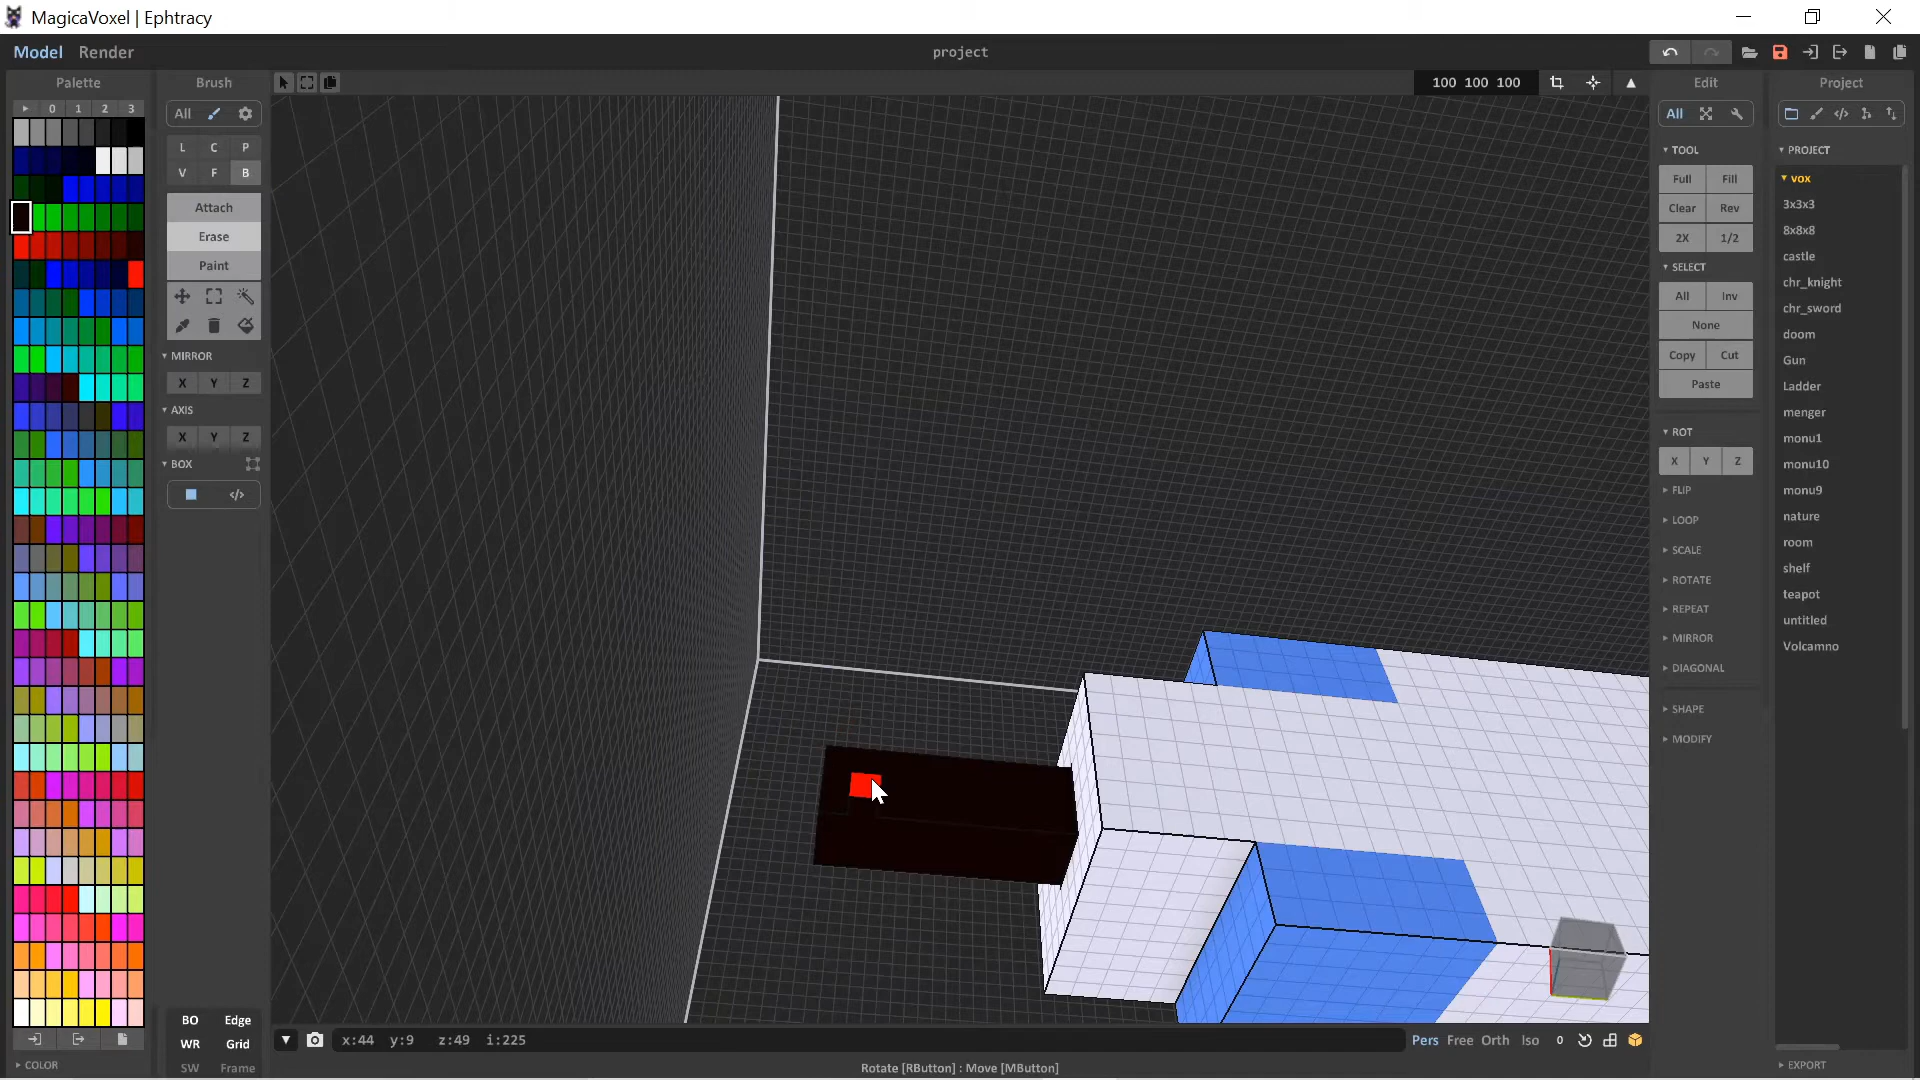 MagicaVoxel | Ephtracy
Model Render
project
Palette
Brush
100 100 100
Edit
Project
0 1 2 3
All
All
L C P
V F B
Attach
Erase
Paint
MIRROR
X Y Z
AXIS
X Y Z
BOX
TOOL
Full Fill
Clear Rev
2X 1/2
SELECT
All Inv
None
Copy Cut
Paste
ROT
X Y Z
FLIP
LOOP
SCALE
ROTATE
REPEAT
MIRROR
DIAGONAL
SHAPE
MODIFY
PROJECT
vox
3x3x3
8x8x8
castle
chr_knight
chr_sword
doom
Gun
Ladder
menger
monu1
monu10
monu9
nature
room
shelf
teapot
untitled
Volcamno
BO Edge
WR Grid
SW Frame
x:44 y:9 z:49 i:225
Pers Free Orth Iso 0
COLOR
Rotate [RButton] : Move [MButton]
EXPORT